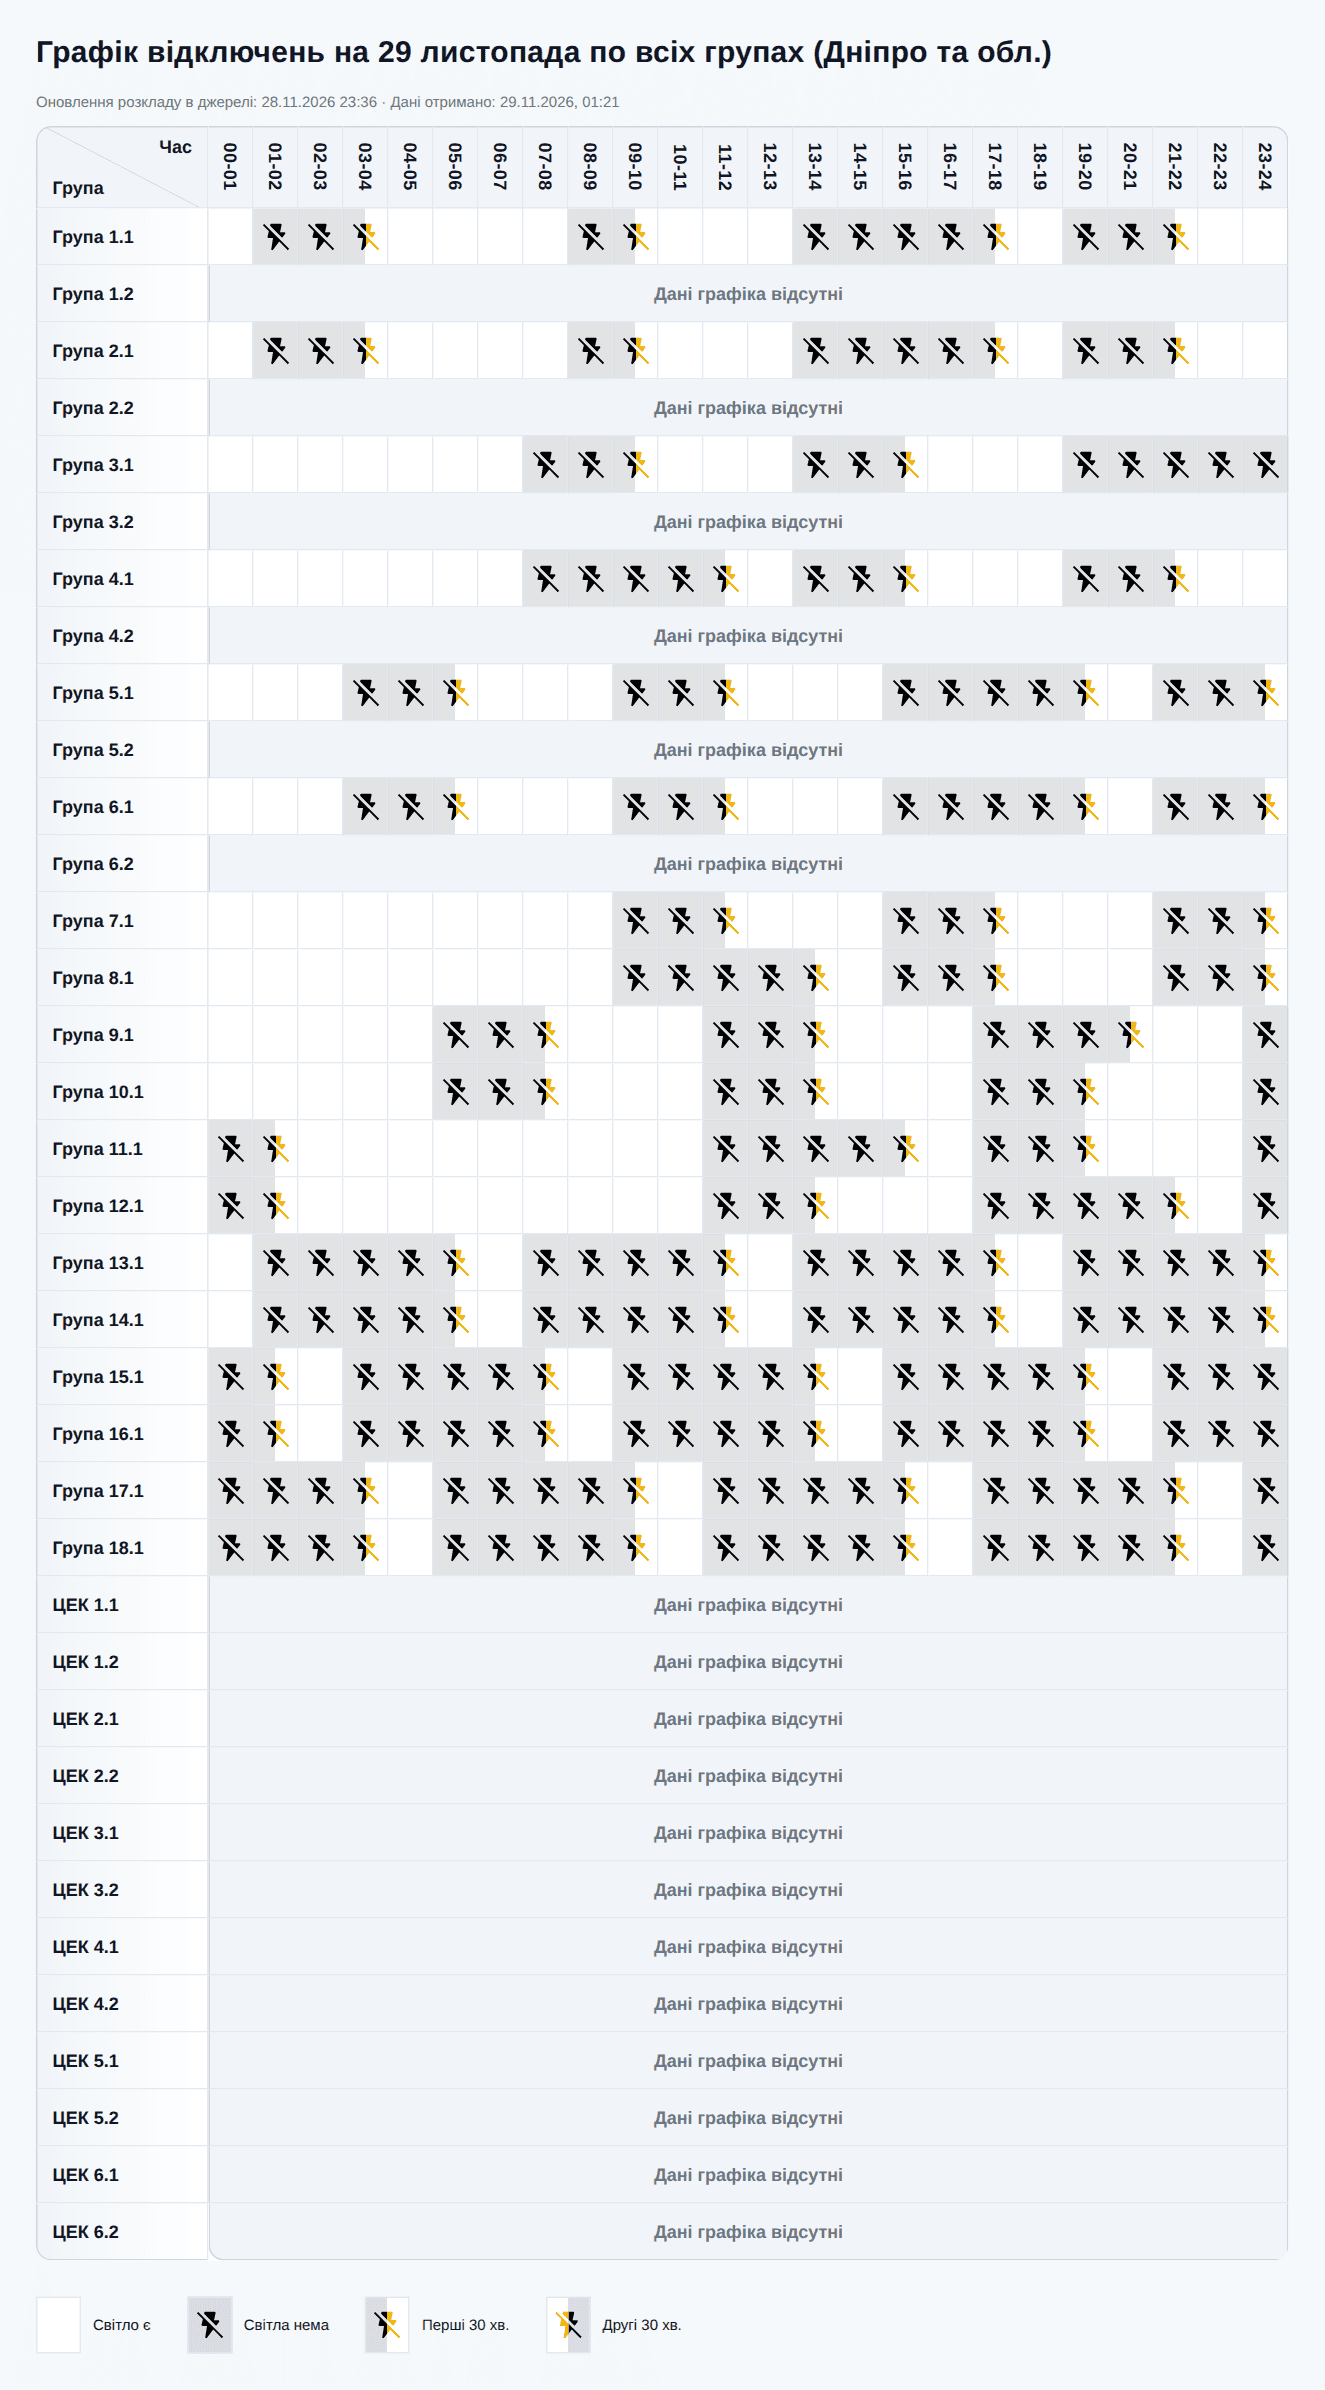 Графік відключень на 29 листопада по всіх групах (Дніпро та обл.)
Оновлення розкладу в джерелі: 28.11.2026 23:36 · Дані отримано: 29.11.2026, 01:21
Час
Група
00-01 01-02 02-03 03-04 04-05 05-06 06-07 07-08 08-09 09-10 10-11 11-12 12-13 13-14 14-15 15-16 16-17 17-18 18-19 19-20 20-21 21-22 22-23 23-24
Група 1.1
Група 1.2 Дані графіка відсутні
Група 2.1
Група 2.2 Дані графіка відсутні
Група 3.1
Група 3.2 Дані графіка відсутні
Група 4.1
Група 4.2 Дані графіка відсутні
Група 5.1
Група 5.2 Дані графіка відсутні
Група 6.1
Група 6.2 Дані графіка відсутні
Група 7.1
Група 8.1
Група 9.1
Група 10.1
Група 11.1
Група 12.1
Група 13.1
Група 14.1
Група 15.1
Група 16.1
Група 17.1
Група 18.1
ЦЕК 1.1 Дані графіка відсутні
ЦЕК 1.2 Дані графіка відсутні
ЦЕК 2.1 Дані графіка відсутні
ЦЕК 2.2 Дані графіка відсутні
ЦЕК 3.1 Дані графіка відсутні
ЦЕК 3.2 Дані графіка відсутні
ЦЕК 4.1 Дані графіка відсутні
ЦЕК 4.2 Дані графіка відсутні
ЦЕК 5.1 Дані графіка відсутні
ЦЕК 5.2 Дані графіка відсутні
ЦЕК 6.1 Дані графіка відсутні
ЦЕК 6.2 Дані графіка відсутні
Світло є Світла нема Перші 30 хв. Другі 30 хв.